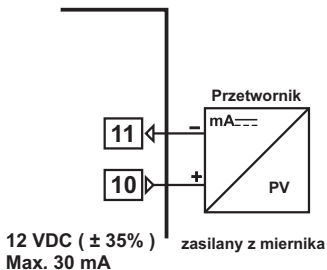 Przetwornik
mA
11
−
10
+
PV
12 VDC ( ± 35% )
zasilany z miernika
Max. 30 mA